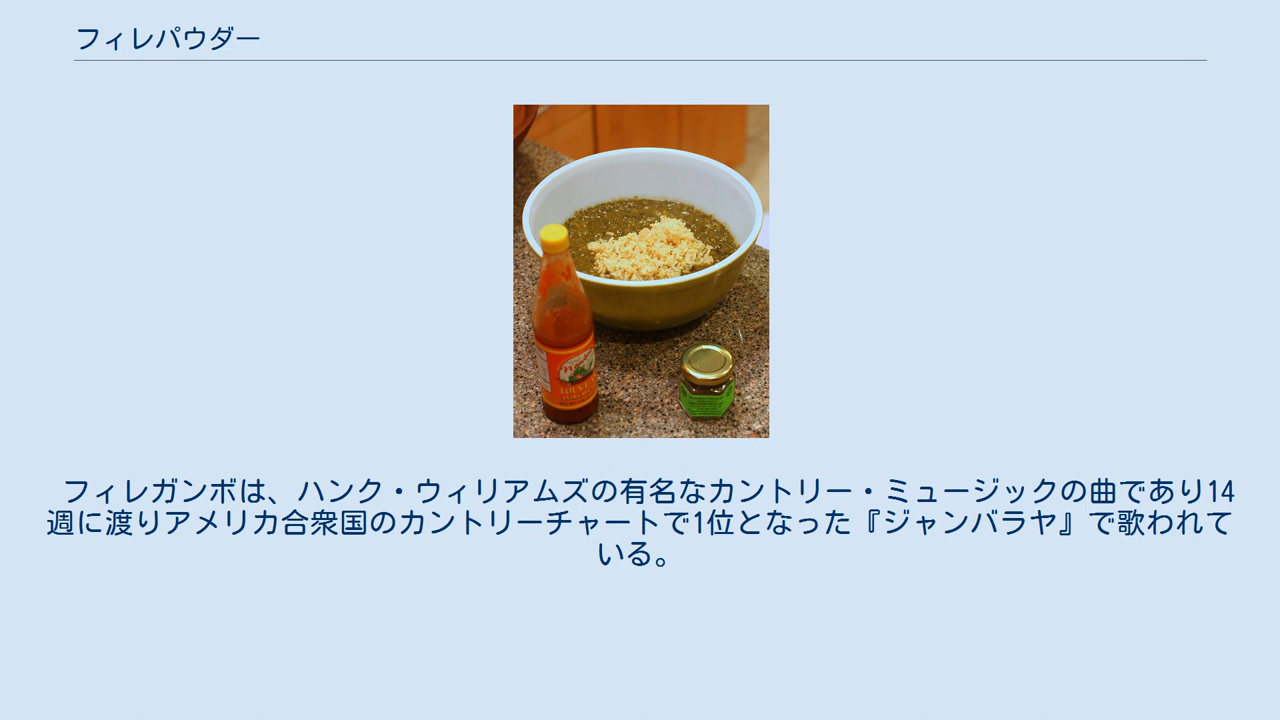 フィレパウダー
フィレガンボは、ハンク・ウィリアムズの有名なカントリー・ミュージックの曲であり14
週に渡りアメリカ合衆国のカントリーチャートで1位となった『ジャンバラヤ』で歌われて
いる。